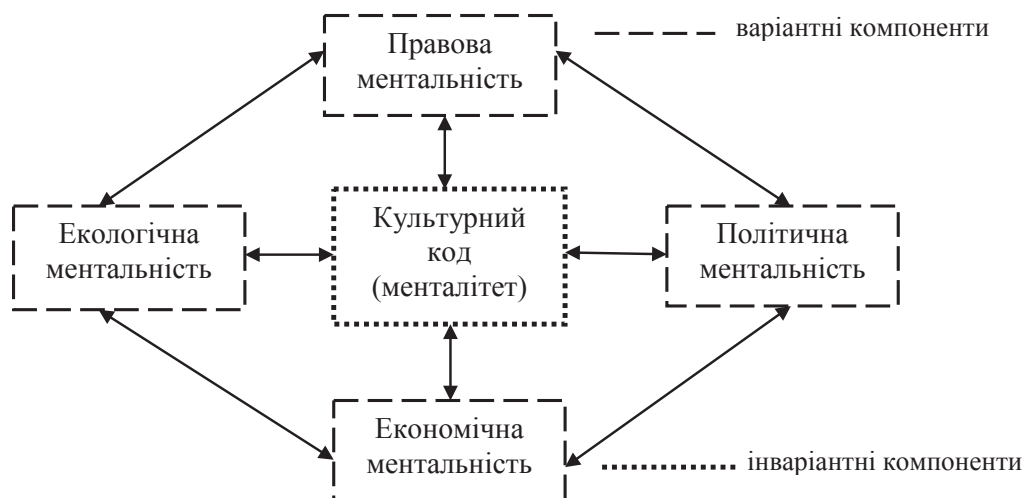 Правова
ментальність
варіантні компоненти
Екологічна
ментальність
Культурний
код
(менталітет)
Політична
ментальність
Економічна
ментальність
інваріантні компоненти